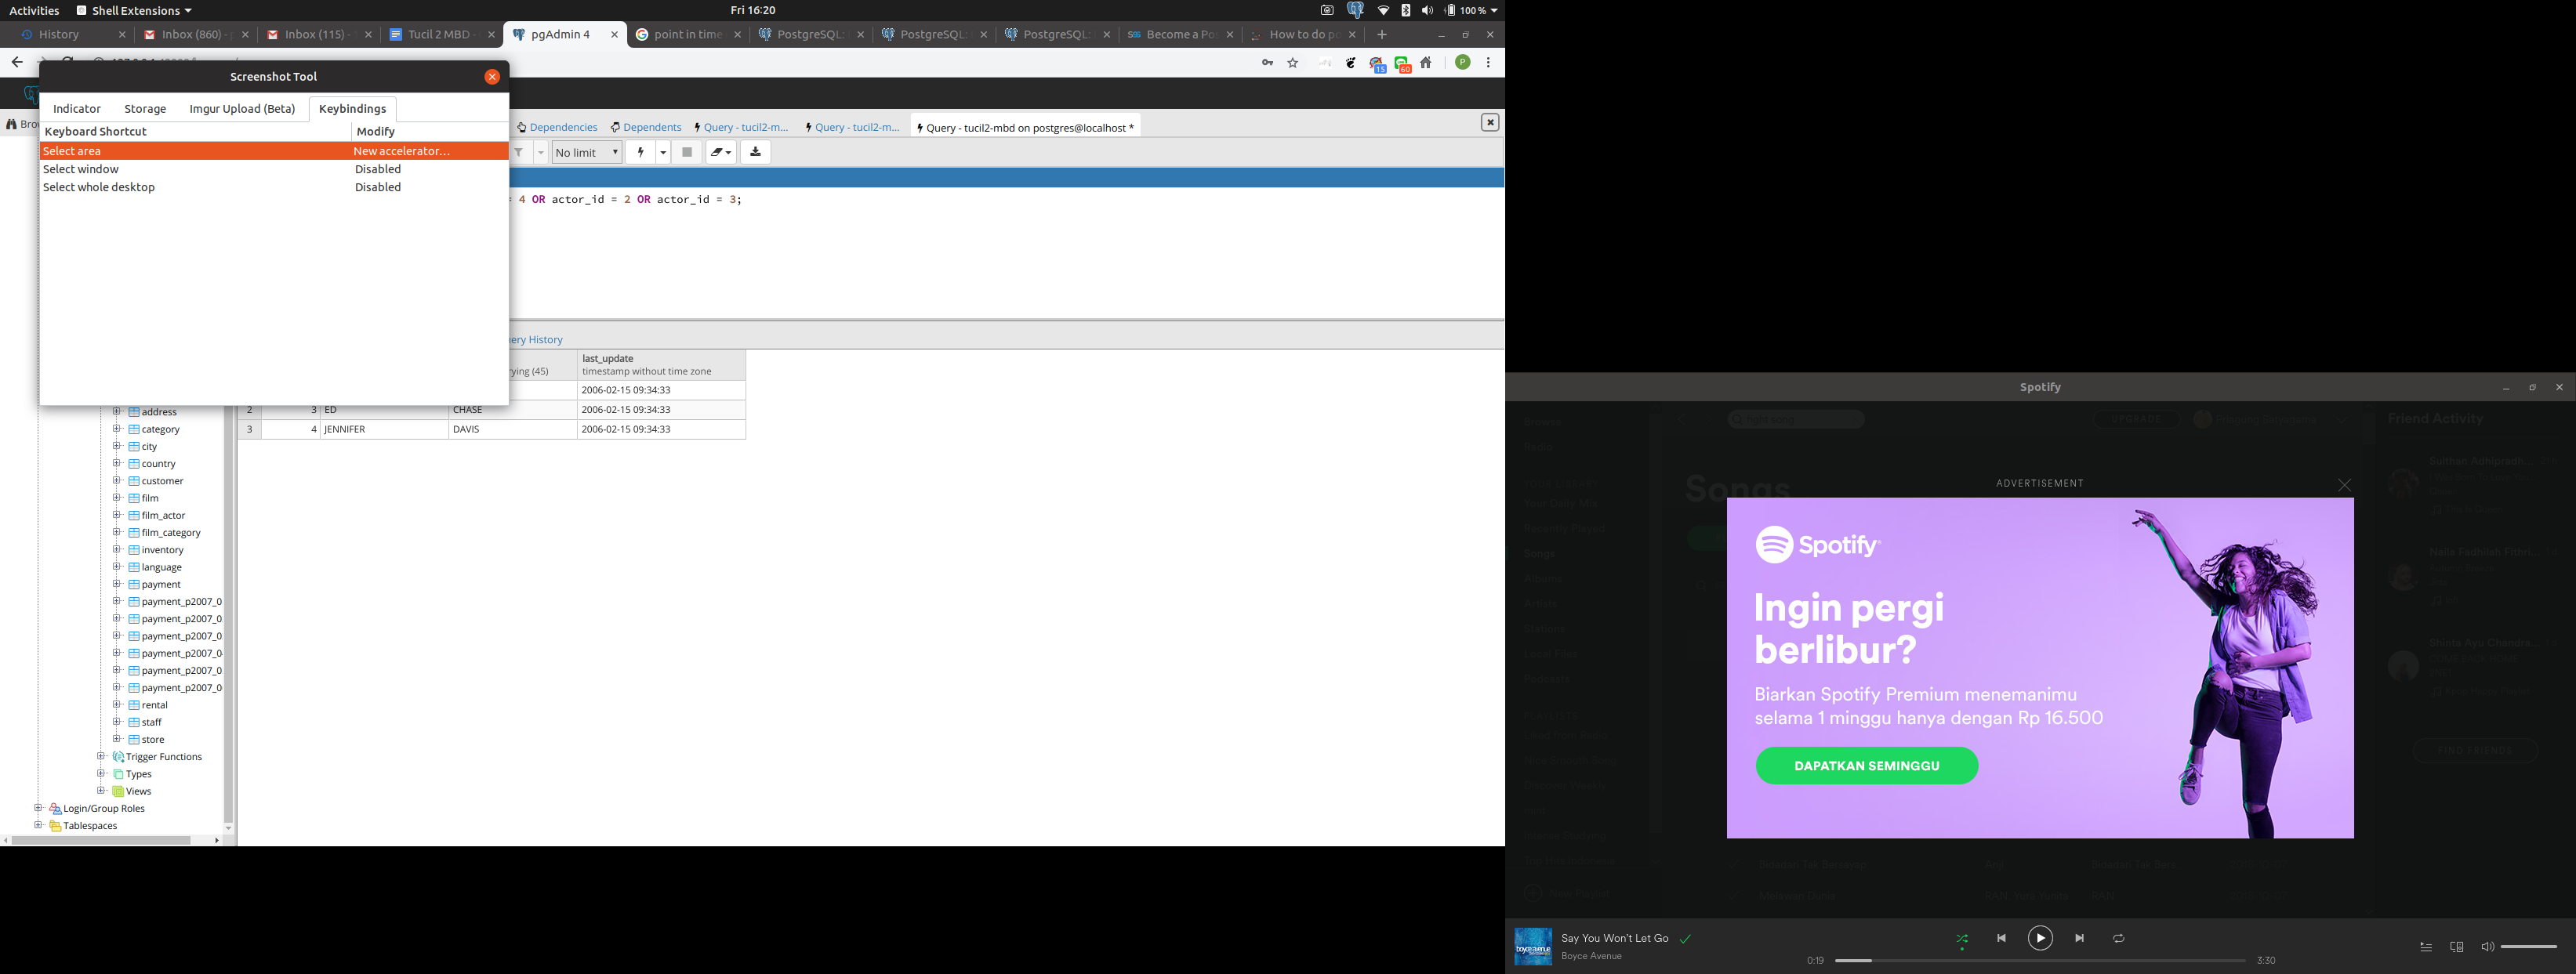 Activities
Shell Extensions
Fri 16:20
100 %
History
Inbox (860) -
Inbox (115) -
Tucil 2 MBD -
pgAdmin 4
point in time
PostgreSQL:
PostgreSQL:
PostgreSQL:
Become a Po
How to do po
15
60
P
Screenshot Tool
Indicator
Storage
Imgur Upload (Beta)
Keybindings
Keyboard Shortcut
Modify
Select area
New accelerator...
Select window
Disabled
Select whole desktop
Disabled
Bro
Dependencies
Dependents
Query - tucil2-m...
Query - tucil2-m...
Query - tucil2-mbd on postgres@localhost *
No limit
= 4 OR actor_id = 2 OR actor_id = 3;
ery History
last_update
rying (45)
timestamp without time zone
2006-02-15 09:34:33
2 3 ED CHASE 2006-02-15 09:34:33
3 4 JENNIFER DAVIS 2006-02-15 09:34:33
address
category
city
country
customer
film
film_actor
film_category
inventory
language
payment
payment_p2007_0
payment_p2007_0
payment_p2007_0
payment_p2007_0
payment_p2007_0
payment_p2007_0
rental
staff
store
Trigger Functions
Types
Views
Login/Group Roles
Tablespaces
Spotify
UPGRADE
Friend Activity
Songs
ADVERTISEMENT
Spotify
Ingin pergi
berlibur?
Biarkan Spotify Premium menemanimu
selama 1 minggu hanya dengan Rp 16.500
DAPATKAN SEMINGGU
FIND FRIENDS
Say You Won't Let Go
Boyce Avenue
0:19
3:30